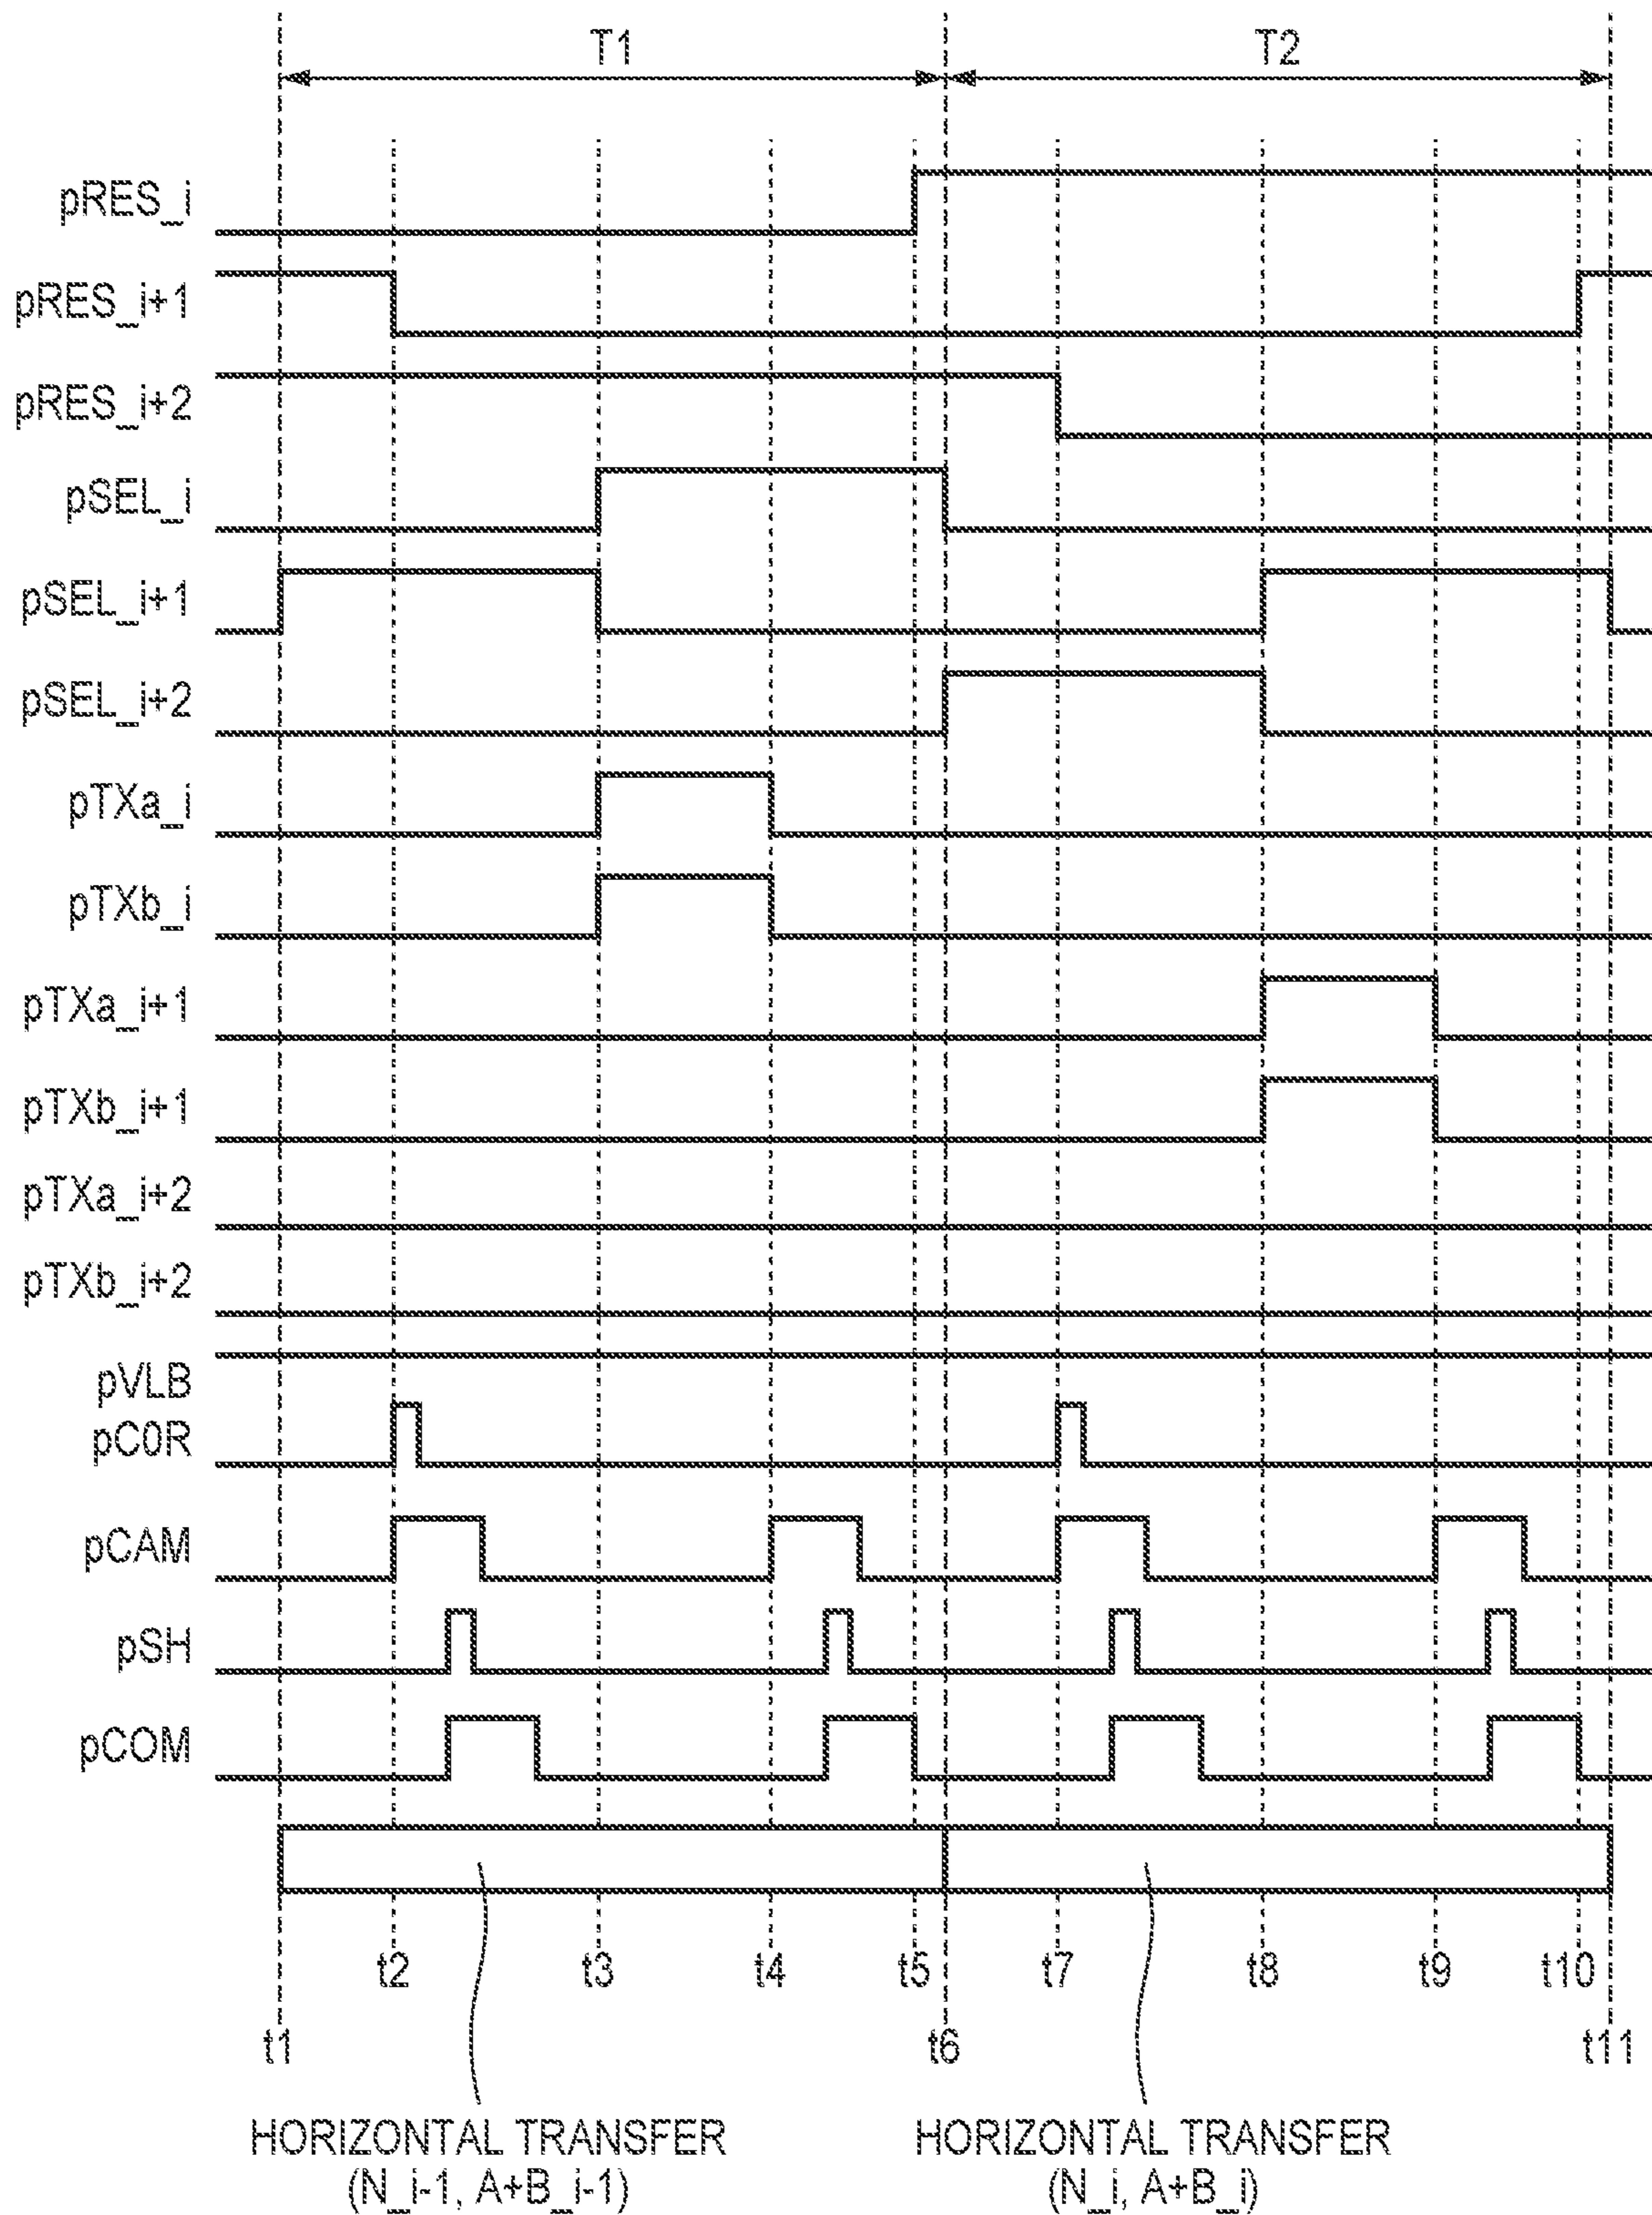 T1 T2
pRES_i
pRES_i+1
pRES_i+2
pSEL_i
pSEL_i+1
pSEL_i+2
pTXa_i
pTXb_i
pTXa_i+1
pTXb_i+1
pTXa_i+2
pTXb_i+2
pVLB
pC0R
pCAM
pSH
pCOM
t2 t3 t4 t5 t7 t8 t9 t10
t1 t6 t11
HORIZONTAL TRANSFER
(N_i-1, A+B_i-1)
HORIZONTAL TRANSFER
(N_i, A+B_i)